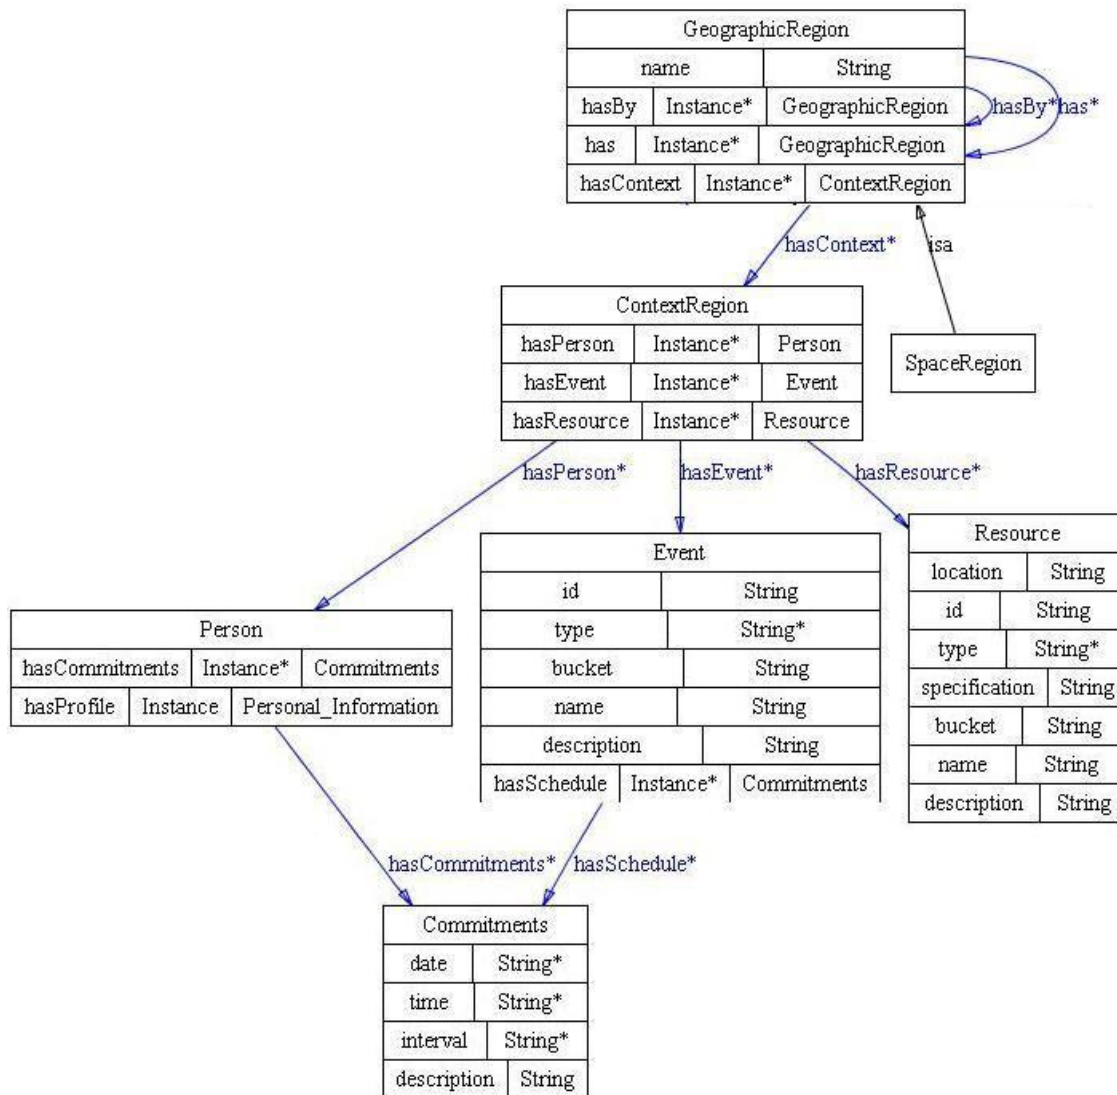 GeographicRegion
name String
hasBy Instance* GeographicRegion
has Instance* GeographicRegion
hasContext Instance* ContextRegion
hasBy* has*
hasContext*
isa
ContextRegion
hasPerson Instance* Person
hasEvent Instance* Event
hasResource Instance* Resource
SpaceRegion
hasPerson*
hasEvent*
hasResource*
Person
hasCommitments Instance* Commitments
hasProfile Instance Personal_Information
Event
id String
type String*
bucket String
name String
description String
hasSchedule Instance* Commitments
Resource
location String
id String
type String*
specification String
bucket String
name String
description String
hasCommitments*
hasSchedule*
Commitments
date String*
time String*
interval String*
description String